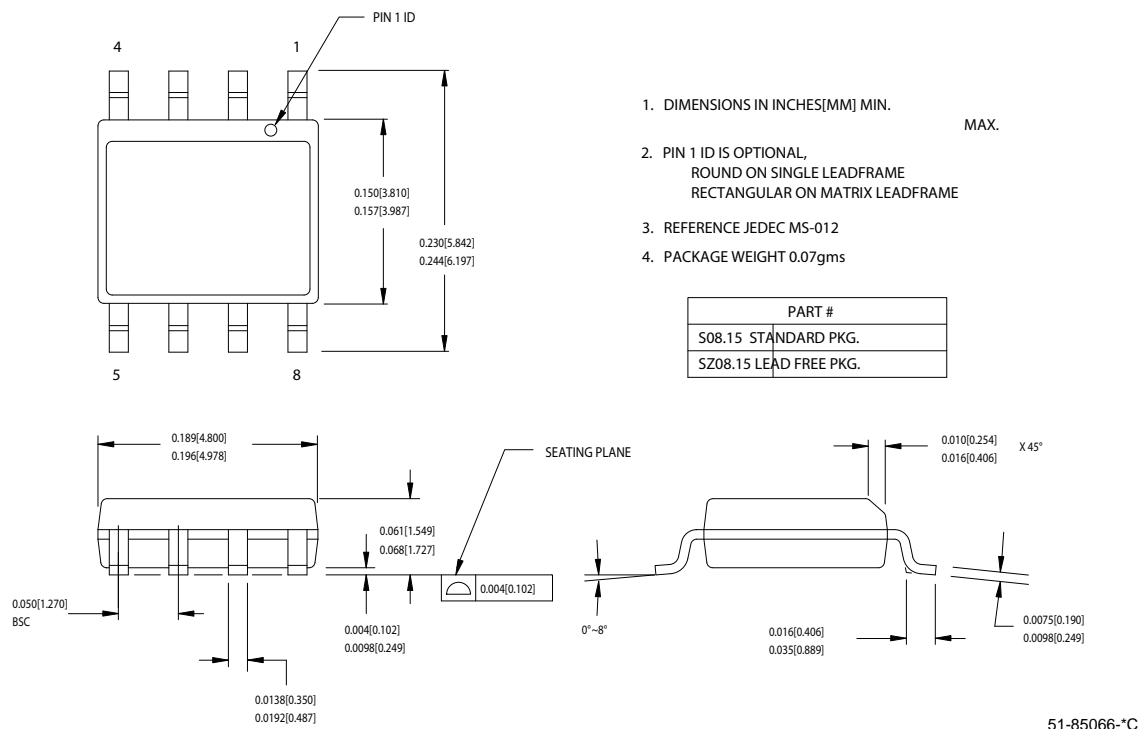 PIN 1 ID
4
1
1. DIMENSIONS IN INCHES[MM] MIN.
MAX.
2. PIN 1 ID IS OPTIONAL,
ROUND ON SINGLE LEADFRAME
RECTANGULAR ON MATRIX LEADFRAME
3. REFERENCE JEDEC MS-012
4. PACKAGE WEIGHT 0.07gms
0.150[3.810]
0.157[3.987]
0.230[5.842]
0.244[6.197]
PART #
S08.15 STANDARD PKG.
SZ08.15 LEAD FREE PKG.
5
8
0.189[4.800]
0.196[4.978]
SEATING PLANE
0.010[0.254]
0.016[0.406]
X 45°
0.061[1.549]
0.068[1.727]
0.004[0.102]
0.050[1.270]
BSC
0.004[0.102]
0.0098[0.249]
0°~8°
0.016[0.406]
0.035[0.889]
0.0075[0.190]
0.0098[0.249]
0.0138[0.350]
0.0192[0.487]
51-85066-*C